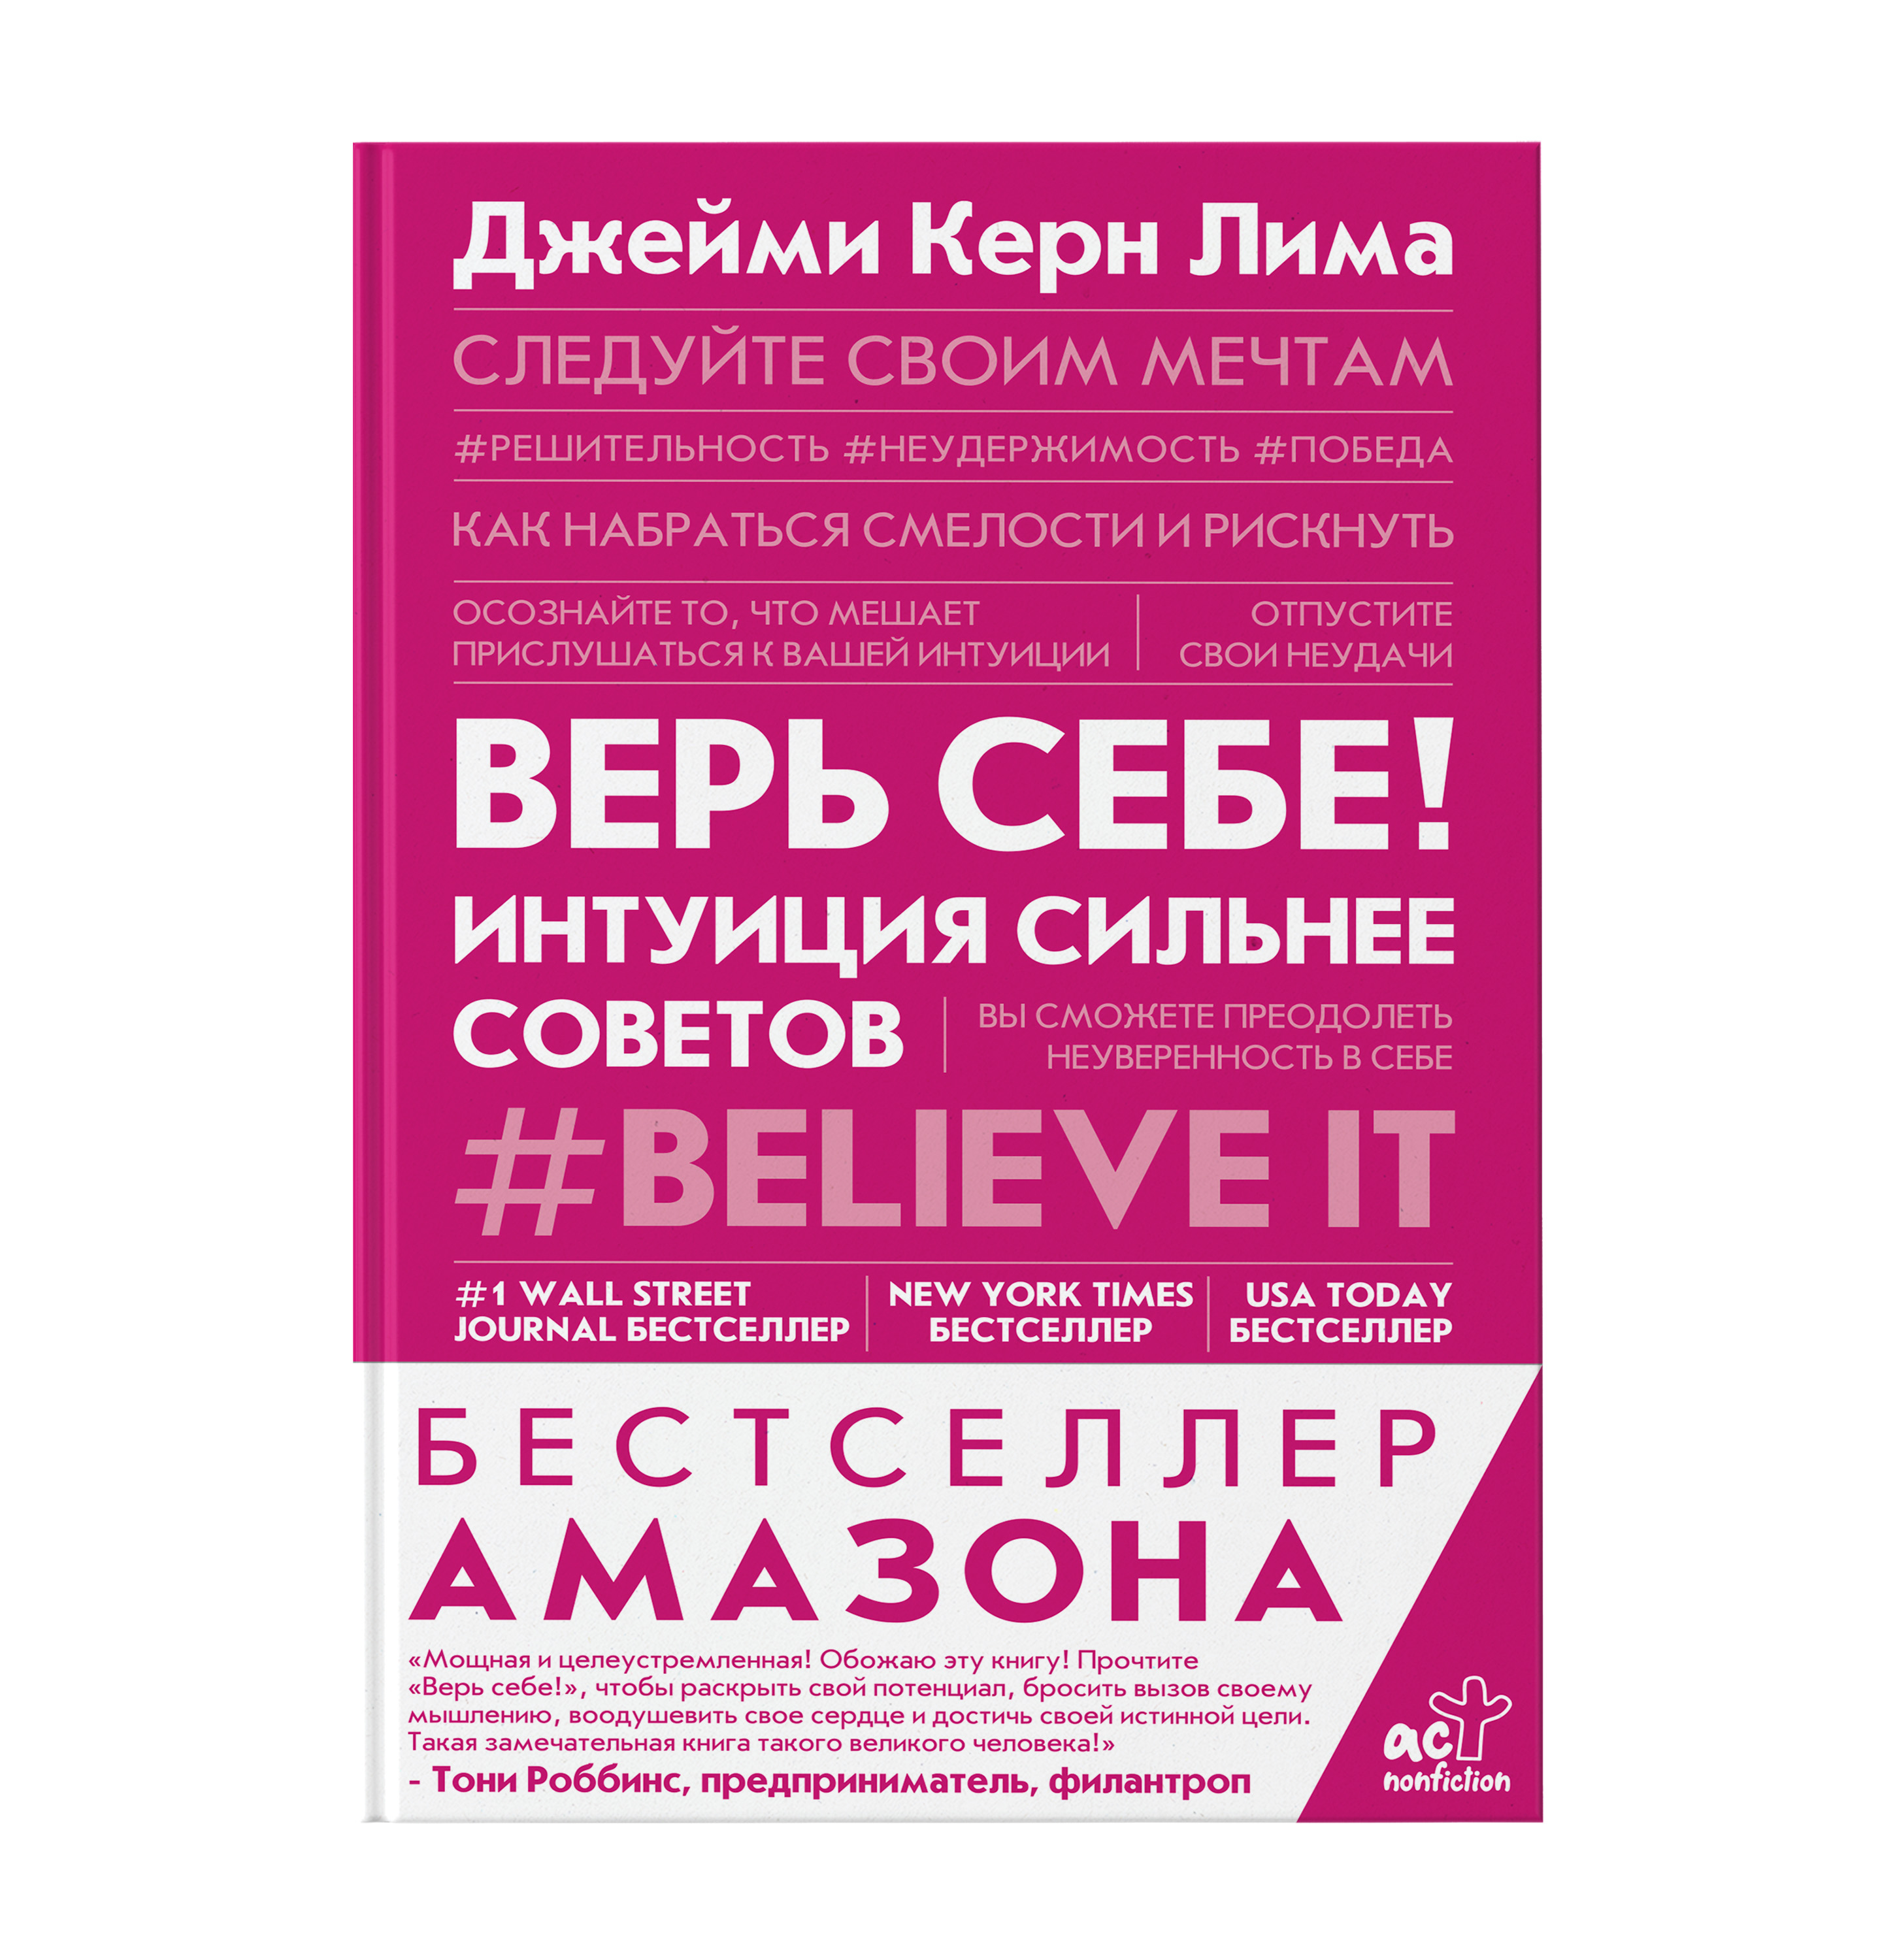 Джейми Керн Лима
СЛЕДУЙТЕ СВОИМ МЕЧТАМ
#РЕШИТЕЛЬНОСТЬ #НЕУДЕРЖИМОСТЬ #ПОБЕДА
КАК НАБРАТЬСЯ СМЕЛОСТИ И РИСКНУТЬ
ОСОЗНАЙТЕ ТО, ЧТО МЕШАЕТ
ПРИСЛУШАТЬСЯ К ВАШЕЙ ИНТУИЦИИ
ОТПУСТИТЕ
СВОИ НЕУДАЧИ
ВЕРЬ СЕБЕ!
ИНТУИЦИЯ СИЛЬНЕЕ
СОВЕТОВ
ВЫ СМОЖЕТЕ ПРЕОДОЛЕТЬ
НЕУВЕРЕННОСТЬ В СЕБЕ
#BELIEVE IT
#1 WALL STREET
JOURNAL БЕСТСЕЛЛЕР
NEW YORK TIMES
БЕСТСЕЛЛЕР
USA TODAY
БЕСТСЕЛЛЕР
БЕСТСЕЛЛЕР
АМАЗОНА
«Мощная и целеустремленная! Обожаю эту книгу! Прочтите
«Верь себе!», чтобы раскрыть свой потенциал, бросить вызов своему
мышлению, воодушевить свое сердце и достичь своей истинной цели.
Такая замечательная книга такого великого человека!»
- Тони Роббинс, предприниматель, филантроп
аст
nonfiction